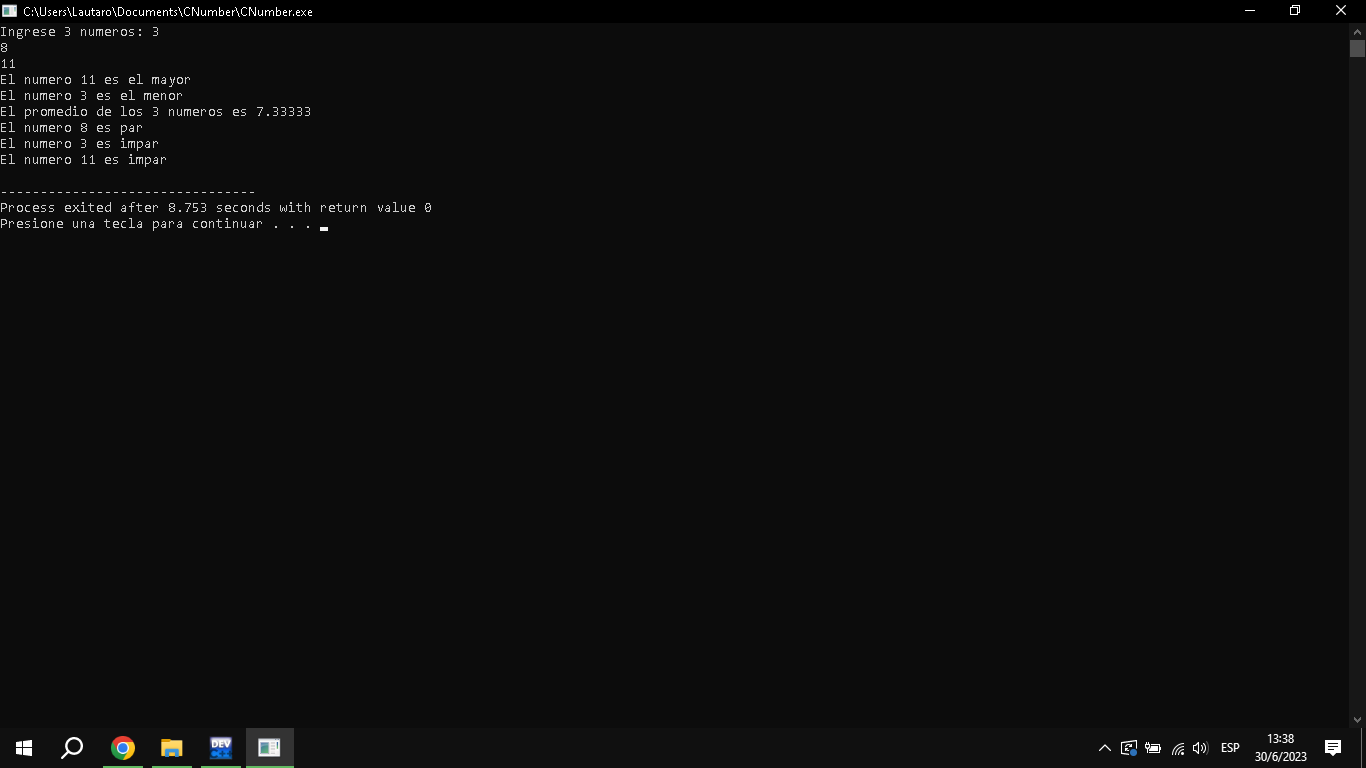 C:\Users\Lautaro\Documents\CNumber\CNumber.exe
Ingrese 3 numeros: 3
8
11
El numero 11 es el mayor
El numero 3 es el menor
El promedio de los 3 numeros es 7.33333
El numero 8 es par
El numero 3 es impar
El numero 11 es impar
--------------------------------
Process exited after 8.753 seconds with return value 0
Presione una tecla para continuar . . .
DEV
C++
ESP
13:38
30/6/2023